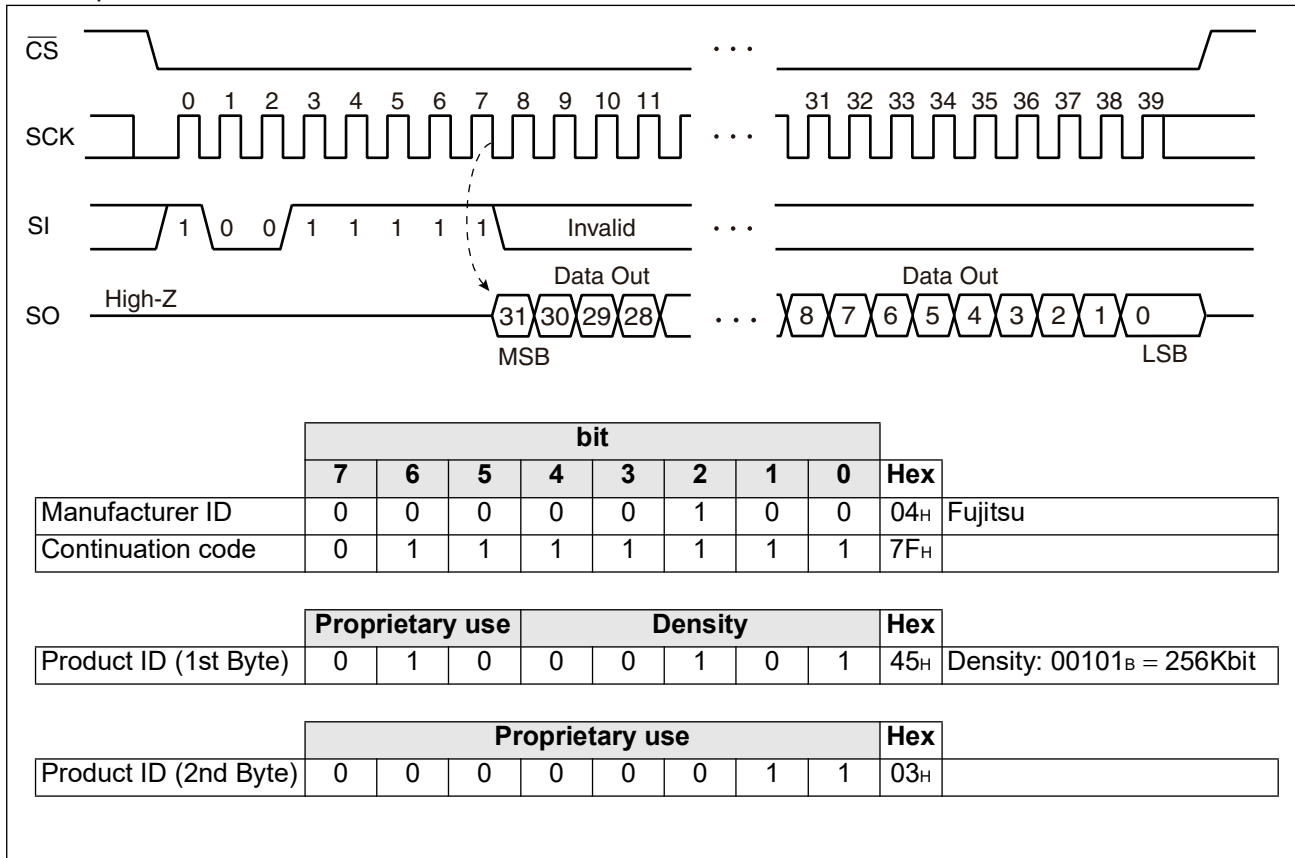 CS
• • •
0 1 2 3 4 5 6 7 8 9 10 11 31 32 33 34 35 36 37 38 39
SCK • • •
SI 1 0 0 1 1 1 1 1 Invalid • • •
Data Out Data Out
High-Z
SO 31 30 29 28 • • • 8 7 6 5 4 3 2 1 0
MSB LSB
bit
7 6 5 4 3 2 1 0 Hex
Manufacturer ID 0 0 0 0 0 1 0 0 04H Fujitsu
Continuation code 0 1 1 1 1 1 1 1 7FH
Proprietary use Density Hex
Product ID (1st Byte) 0 1 0 0 0 1 0 1 45H Density: 00101B = 256Kbit
Proprietary use Hex
Product ID (2nd Byte) 0 0 0 0 0 0 1 1 03H